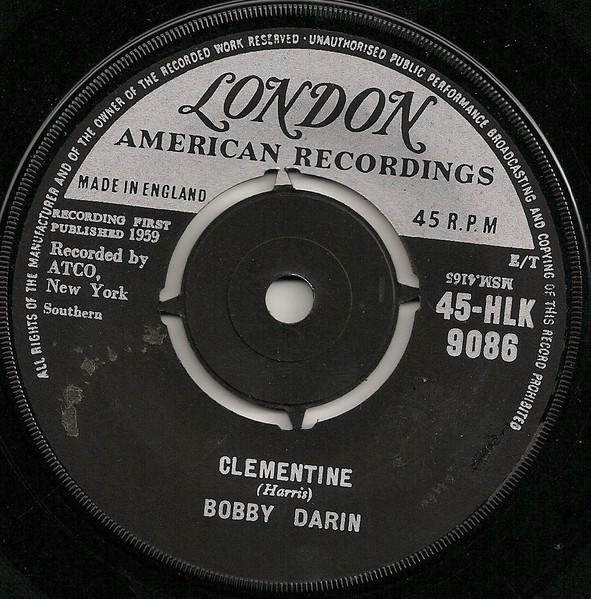 ALL RIGHTS OF THE MANUFACTURER AND OF THE OWNER OF THE RECORDED WORK RESERVED · UNAUTHORISED PUBLIC PERFORMANCE BROADCASTING AND COPYING OF THIS RECORD PROHIBITED
LONDON
AMERICAN RECORDINGS
MADE IN ENGLAND
45 R.P.M
RECORDING FIRST
PUBLISHED 1959
E/T
Recorded by
ATCO,
New York
Southern
MSM.4165
45-HLK
9086
CLEMENTINE
(Harris)
BOBBY DARIN